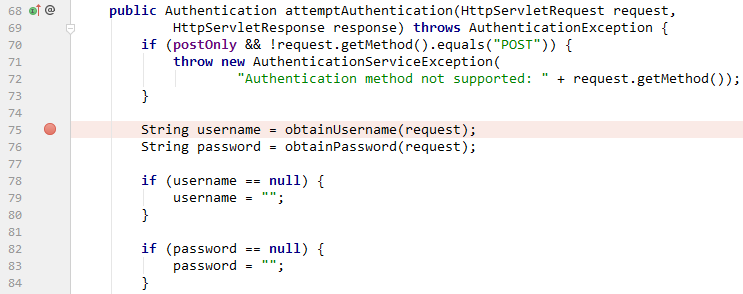 68 @ public Authentication attemptAuthentication(HttpServletRequest request,
69 HttpServletResponse response) throws AuthenticationException {
70 if (postOnly && !request.getMethod().equals("POST")) {
71 throw new AuthenticationServiceException(
72 "Authentication method not supported: " + request.getMethod());
73 }
74
75 String username = obtainUsername(request);
76 String password = obtainPassword(request);
77
78 if (username == null) {
79 username = "";
80 }
81
82 if (password == null) {
83 password = "";
84 }